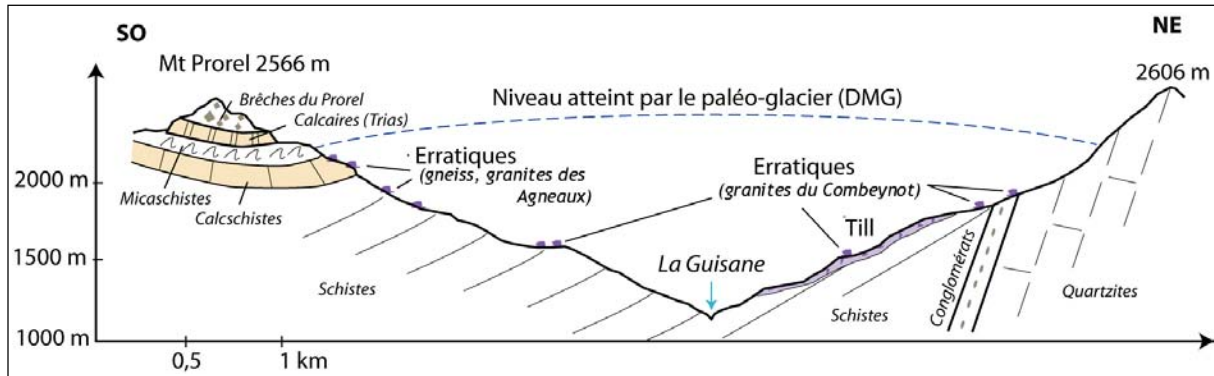 SO
NE
Mt Prorel 2566 m
2606 m
Brêches du Prorel
Calcaires (Trias)
Niveau atteint par le paléo-glacier (DMG)
Erratiques
(gneiss, granites des
Agneaux)
Erratiques
(granites du Combeynot)
2000 m
Micaschistes
Calcschistes
Till
1500 m
La Guisane
Schistes
Schistes
Conglomérats
Quartzites
1000 m
0,5
1 km